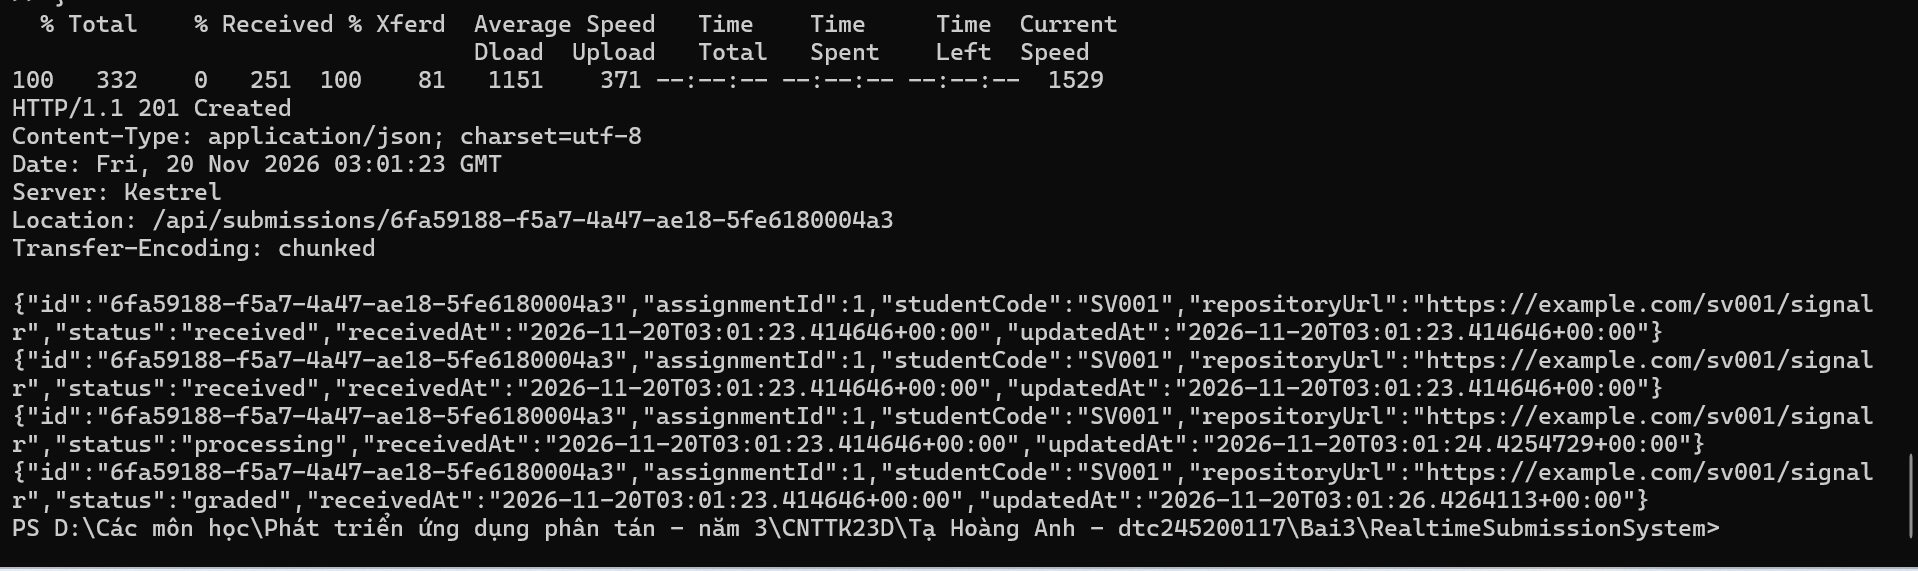 % Total    % Received % Xferd  Average Speed   Time    Time     Time  Current
                                 Dload  Upload   Total   Spent    Left  Speed
100   332    0   251  100    81   1151    371 --:--:-- --:--:-- --:--:--  1529
HTTP/1.1 201 Created
Content-Type: application/json; charset=utf-8
Date: Fri, 20 Nov 2026 03:01:23 GMT
Server: Kestrel
Location: /api/submissions/6fa59188-f5a7-4a47-ae18-5fe6180004a3
Transfer-Encoding: chunked

{"id":"6fa59188-f5a7-4a47-ae18-5fe6180004a3","assignmentId":1,"studentCode":"SV001","repositoryUrl":"https://example.com/sv001/signal
r","status":"received","receivedAt":"2026-11-20T03:01:23.414646+00:00","updatedAt":"2026-11-20T03:01:23.414646+00:00"}
{"id":"6fa59188-f5a7-4a47-ae18-5fe6180004a3","assignmentId":1,"studentCode":"SV001","repositoryUrl":"https://example.com/sv001/signal
r","status":"received","receivedAt":"2026-11-20T03:01:23.414646+00:00","updatedAt":"2026-11-20T03:01:23.414646+00:00"}
{"id":"6fa59188-f5a7-4a47-ae18-5fe6180004a3","assignmentId":1,"studentCode":"SV001","repositoryUrl":"https://example.com/sv001/signal
r","status":"processing","receivedAt":"2026-11-20T03:01:23.414646+00:00","updatedAt":"2026-11-20T03:01:24.4254729+00:00"}
{"id":"6fa59188-f5a7-4a47-ae18-5fe6180004a3","assignmentId":1,"studentCode":"SV001","repositoryUrl":"https://example.com/sv001/signal
r","status":"graded","receivedAt":"2026-11-20T03:01:23.414646+00:00","updatedAt":"2026-11-20T03:01:26.4264113+00:00"}
PS D:\Các môn học\Phát triển ứng dụng phân tán - năm 3\CNTTK23D\Tạ Hoàng Anh - dtc245200117\Bai3\RealtimeSubmissionSystem>